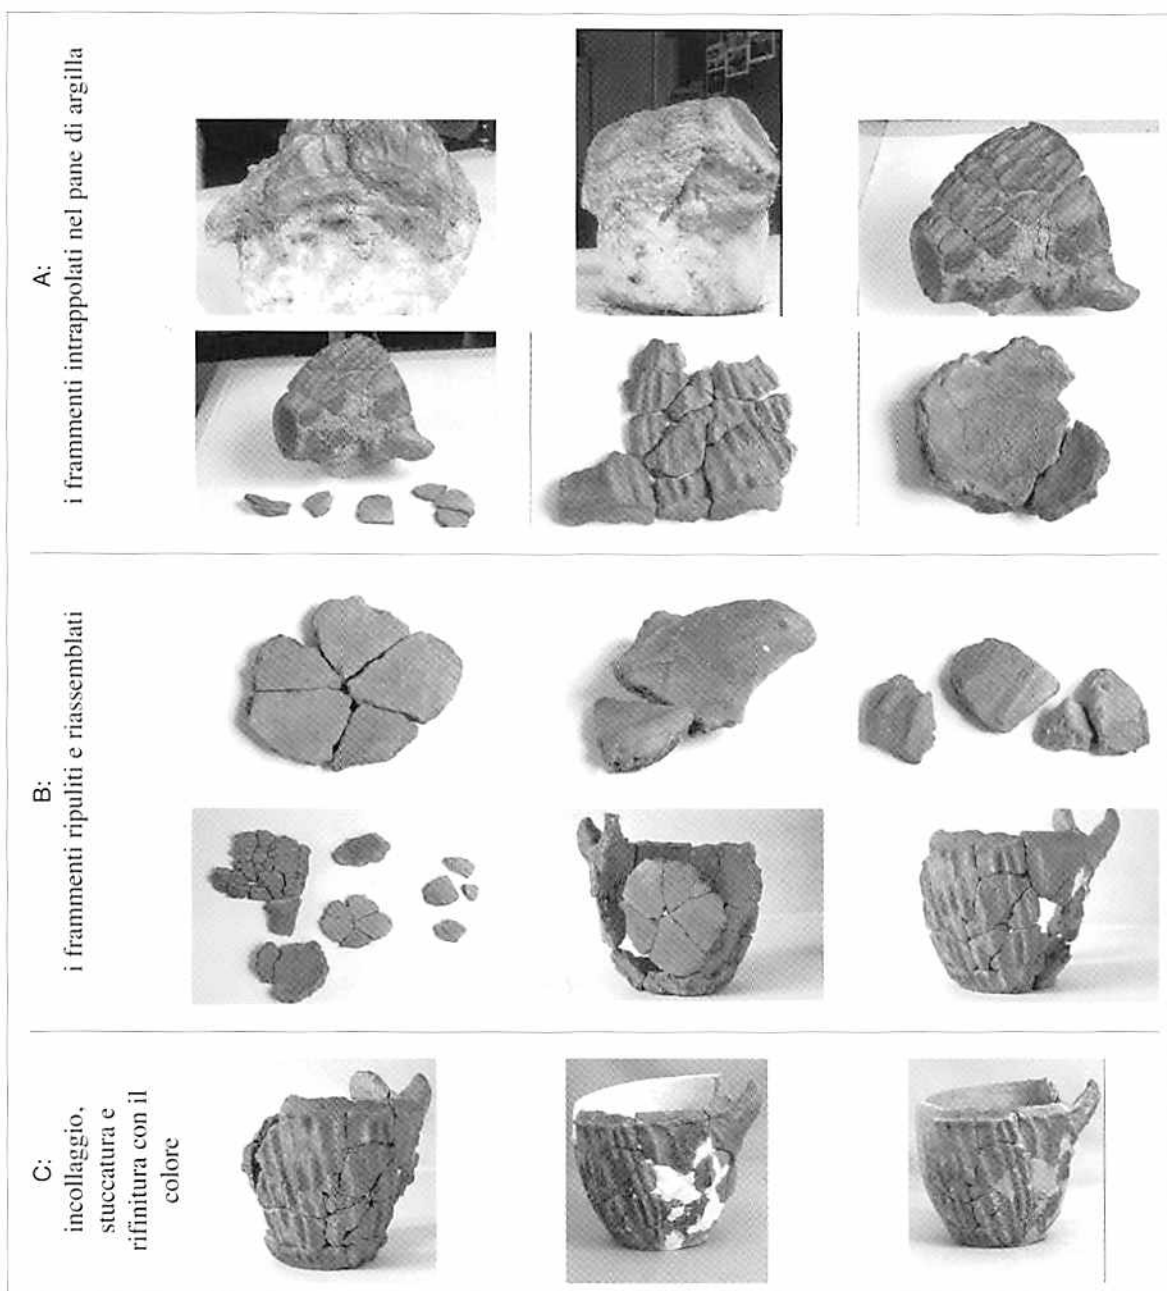 A:
i frammenti intrappolati nel pane di argilla
B:
i frammenti ripuliti e riassemblati
C:
incollaggio,
stuccatura e
rifinitura con il
colore